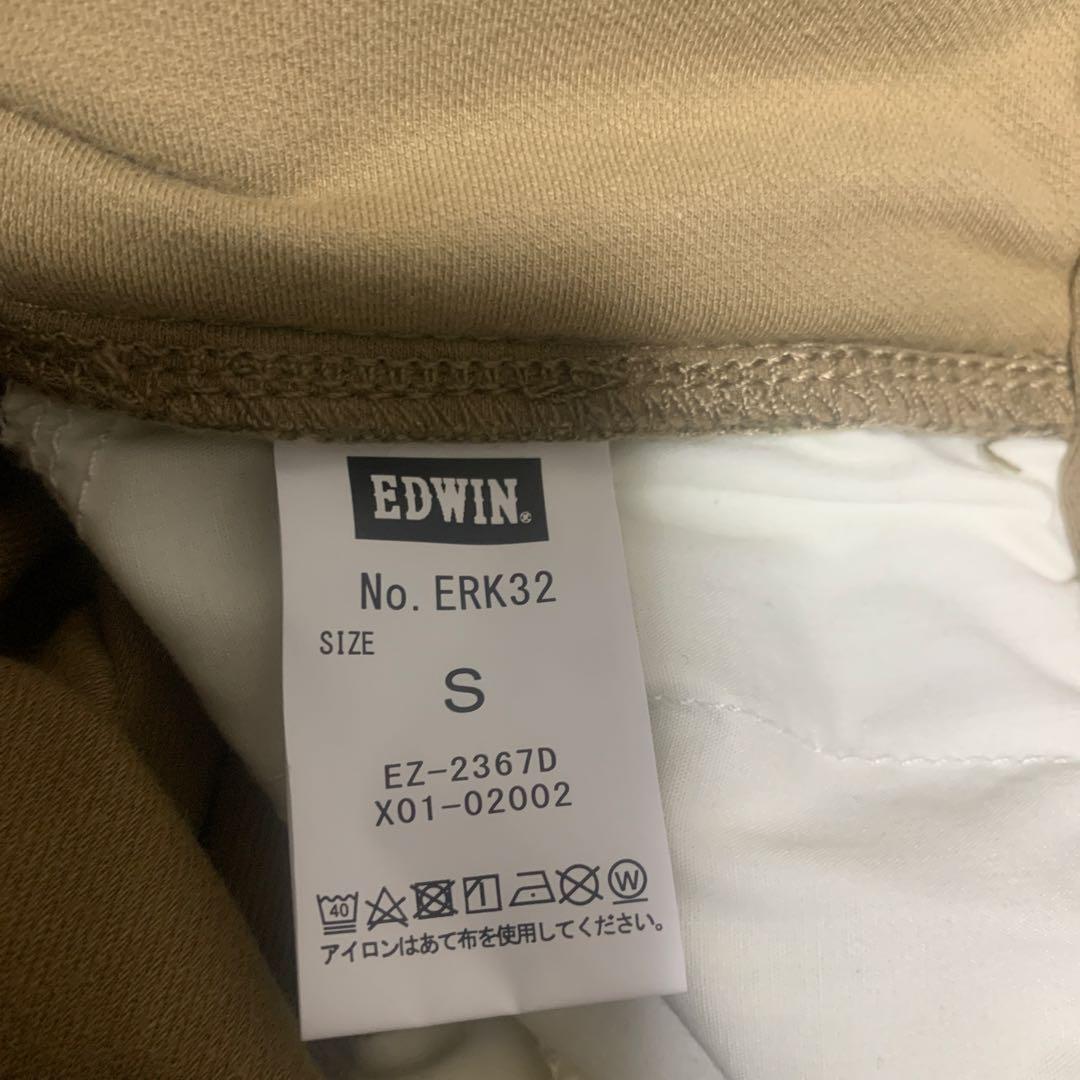 EDWIN®
No. ERK32
SIZE
S
EZ-2367D
X01-02002
40 W
アイロンはあて布を使用してください。